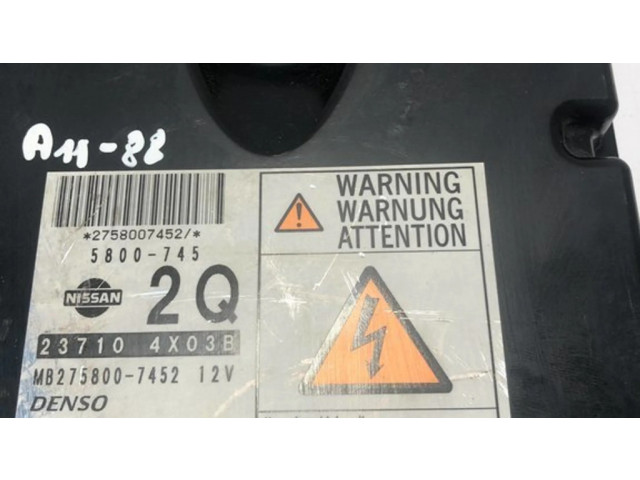 A11-88
WARNING
WARNUNG
ATTENTION
*2758007452/*
5800-745
NISSAN
2Q
23710 4X03B
MB275800-7452 12V
DENSO